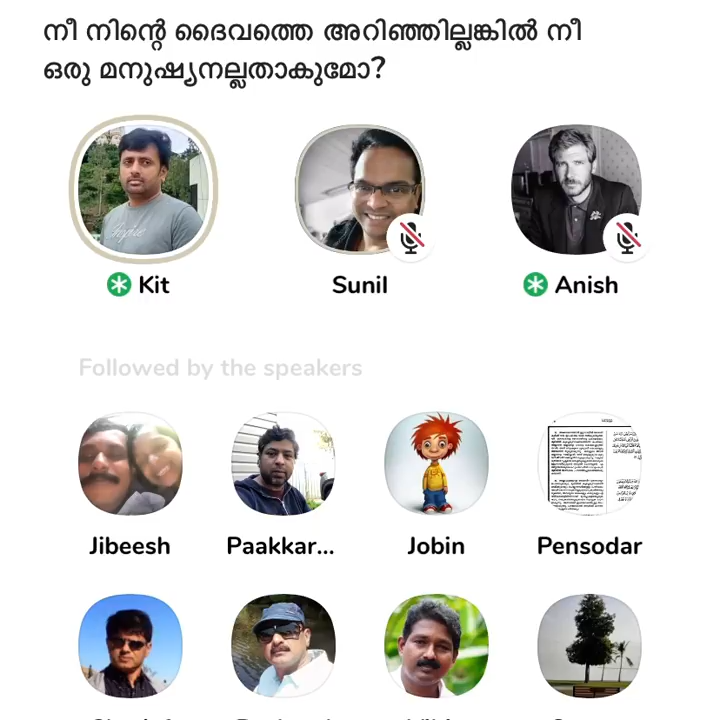 നീ നിന്റെ ദൈവത്തെ അറിഞ്ഞില്ലങ്കിൽ നീ
ഒരു മനുഷ്യനല്ലതാകുമോ?
Kit
Sunil
Anish
Followed by the speakers
Jibeesh
Paakkar...
Jobin
Pensodar